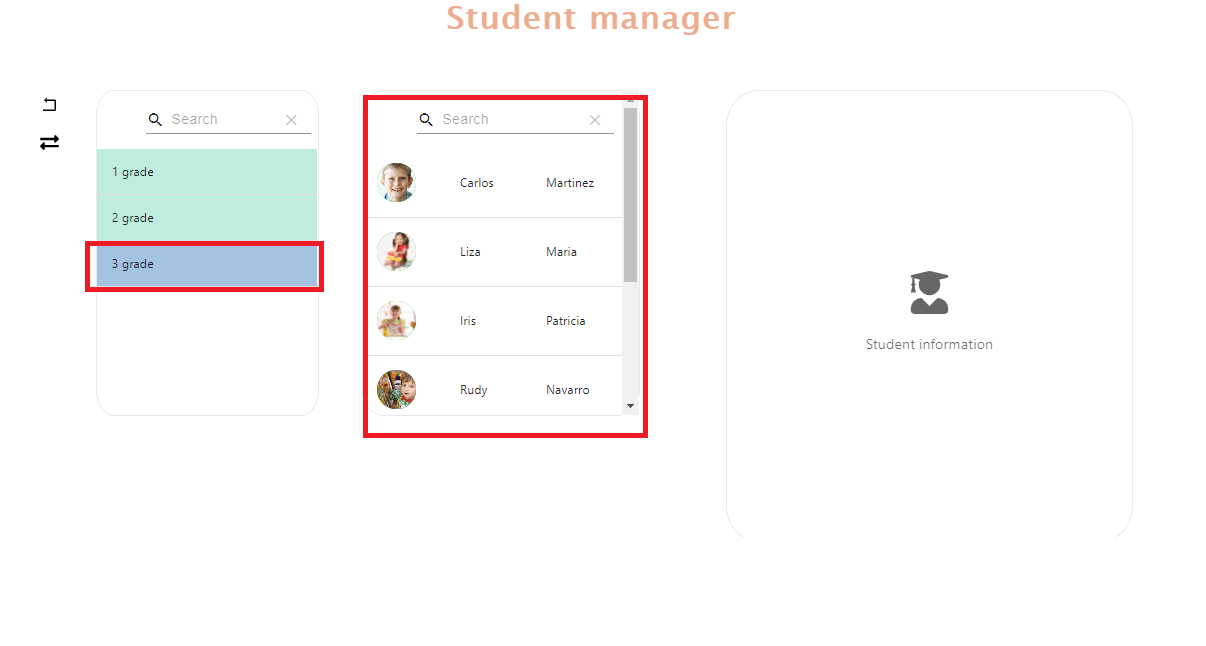 Student manager
Search
1 grade
2 grade
3 grade
Search
Carlos Martinez
Liza Maria
Iris Patricia
Rudy Navarro
Student information